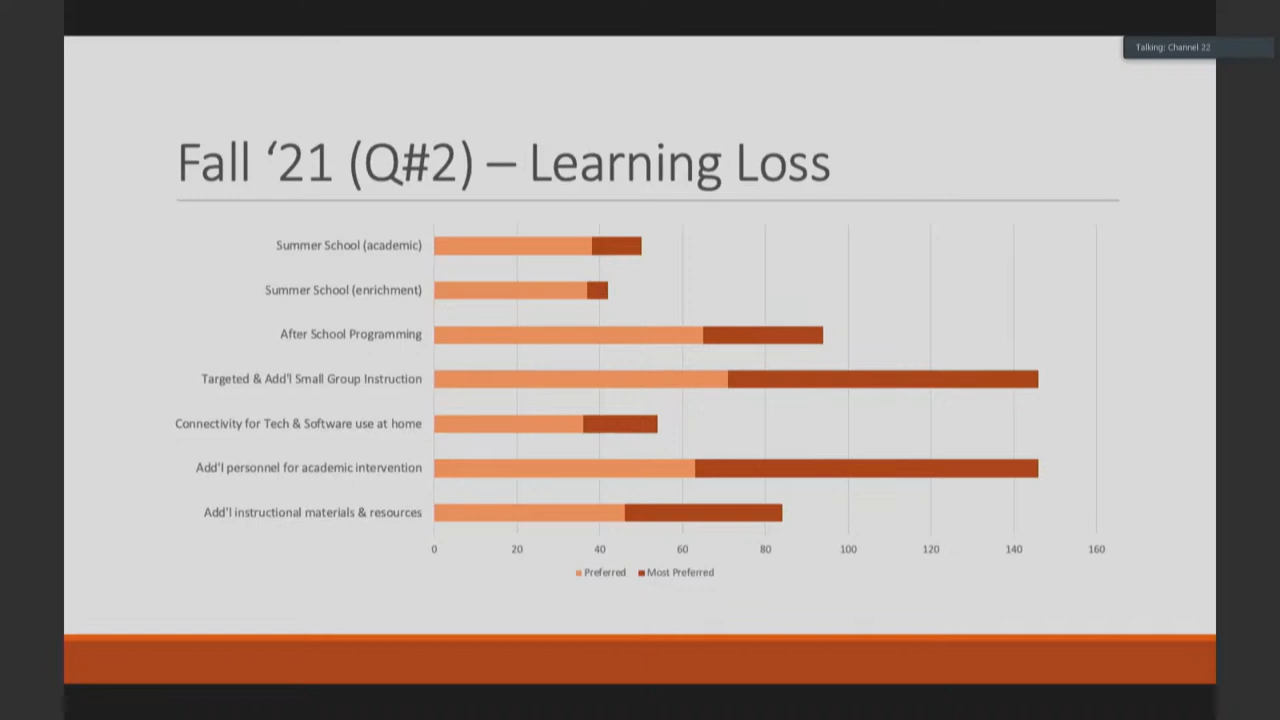 Talking: Channel 22
Fall ‘21 (Q#2) – Learning Loss
Summer School (academic)
Summer School (enrichment)
After School Programming
Targeted & Add'l Small Group Instruction
Connectivity for Tech & Software use at home
Add'l personnel for academic intervention
Add'l instructional materials & resources
0 20 40 60 80 100 120 140 160
Preferred Most Preferred